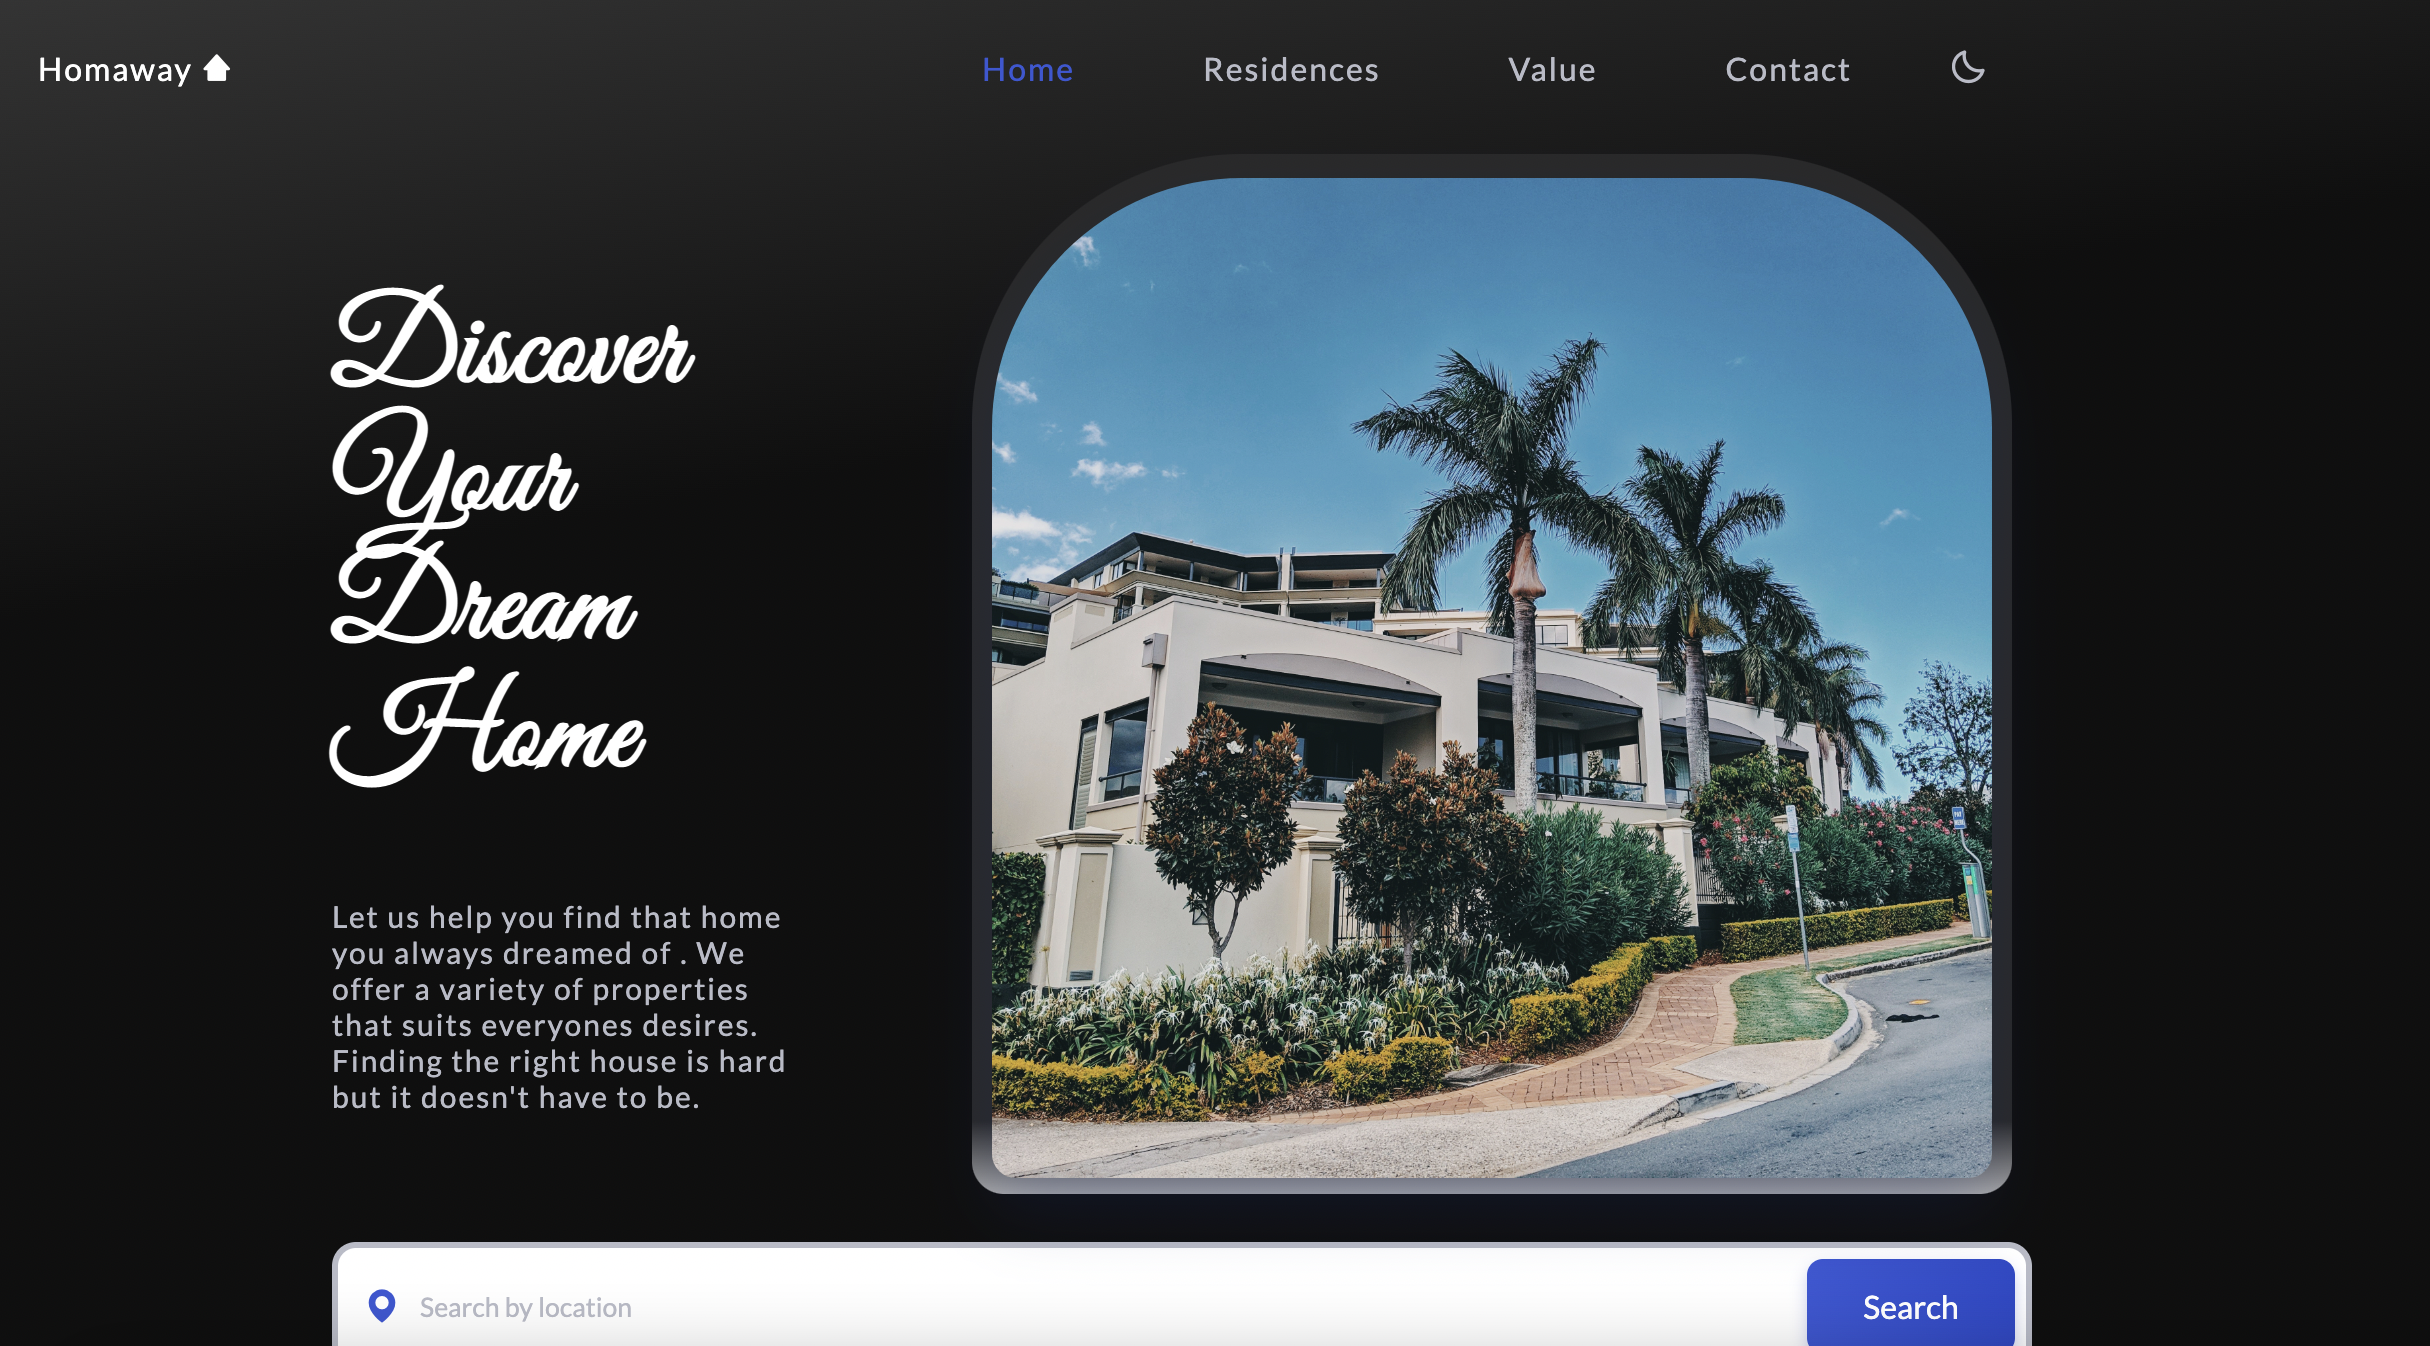 Homaway
Home
Residences
Value
Contact
Discover
Your
Dream
Home
Let us help you find that home
you always dreamed of . We
offer a variety of properties
that suits everyones desires.
Finding the right house is hard
but it doesn't have to be.
Search by location
Search